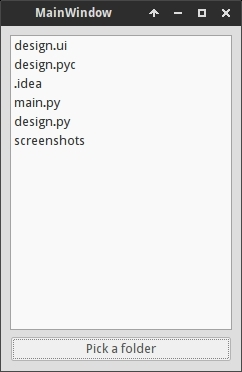 MainWindow
design.ui
design.pyc
.idea
main.py
design.py
screenshots
Pick a folder